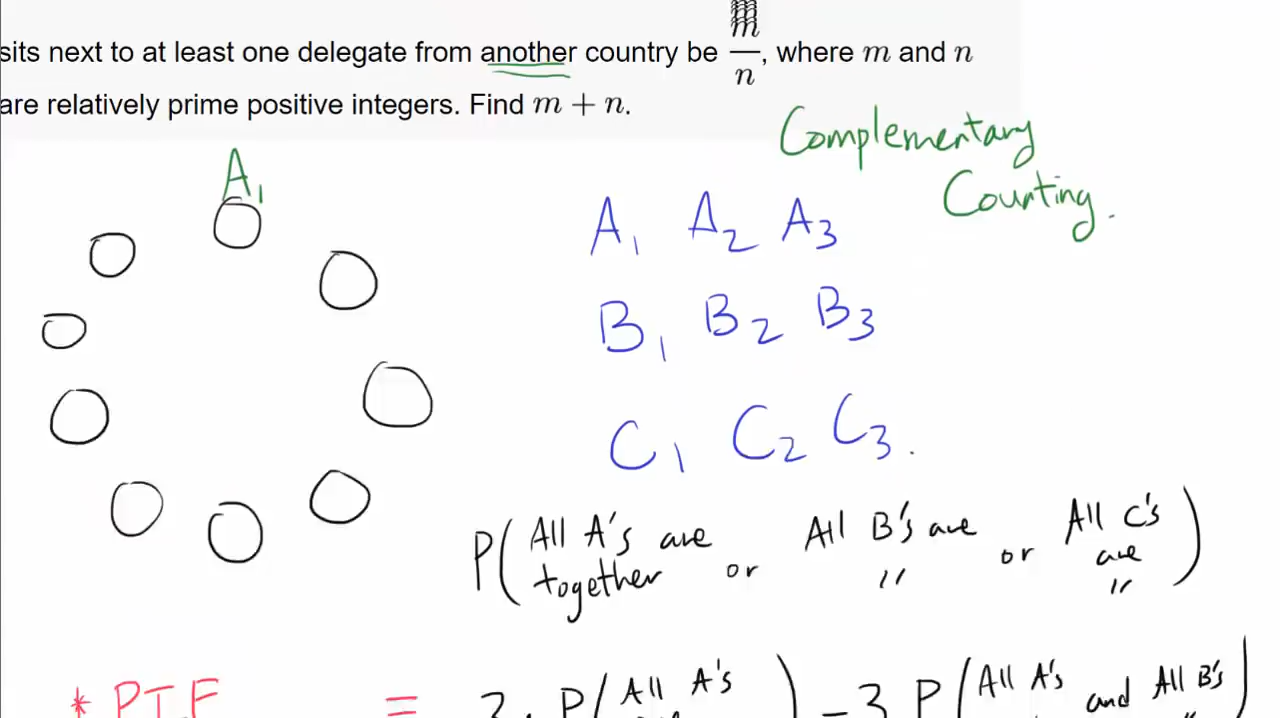 sits next to at least one delegate from another country be m/n, where m and n
are relatively prime positive integers. Find m + n.
Complementary
Counting.
A1
A1 A2 A3
B1 B2 B3
C1 C2 C3.
P( All A's are together or All B's are " or All C's are " )
* PIE = 3. P( All A's ) - 3 P( All A's and All B's